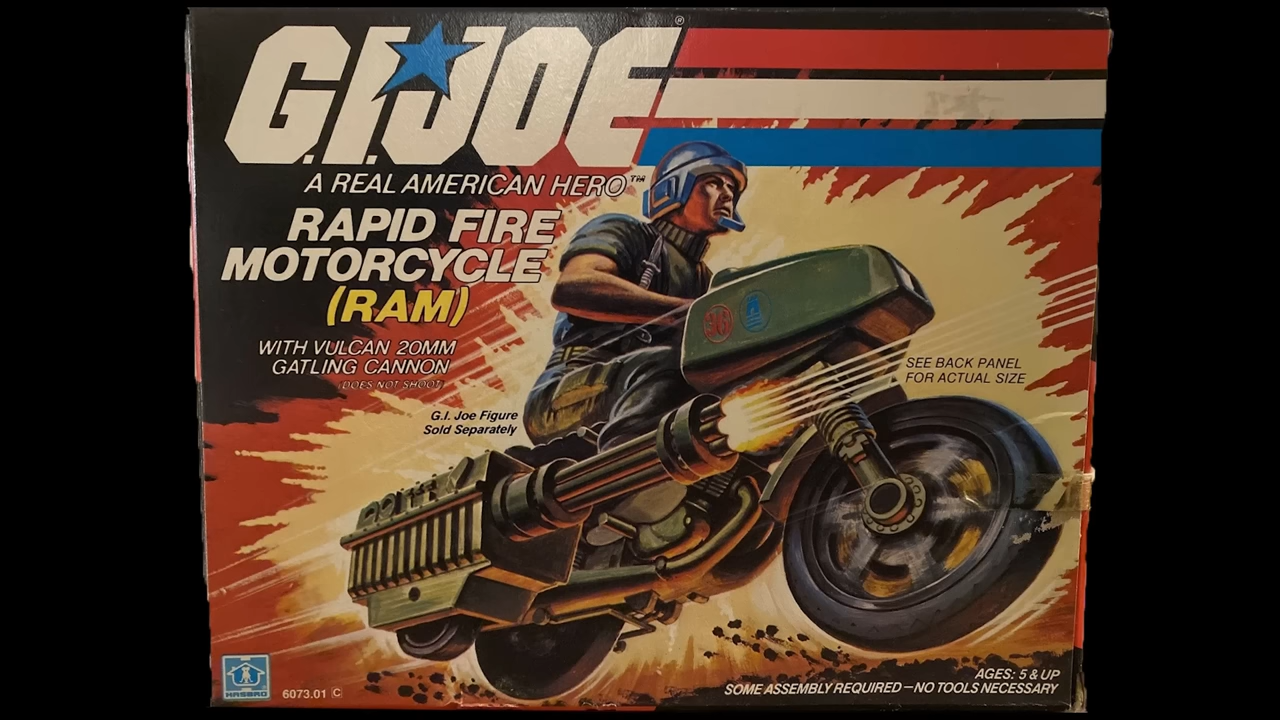 G.I.JOE®
A REAL AMERICAN HERO™
RAPID FIRE
MOTORCYCLE
(RAM)
WITH VULCAN 20MM
GATLING CANNON
(DOES NOT SHOOT)
G.I. Joe Figure
Sold Separately
SEE BACK PANEL
FOR ACTUAL SIZE
AGES: 5 & UP
SOME ASSEMBLY REQUIRED—NO TOOLS NECESSARY
HASBRO
6073.01 C